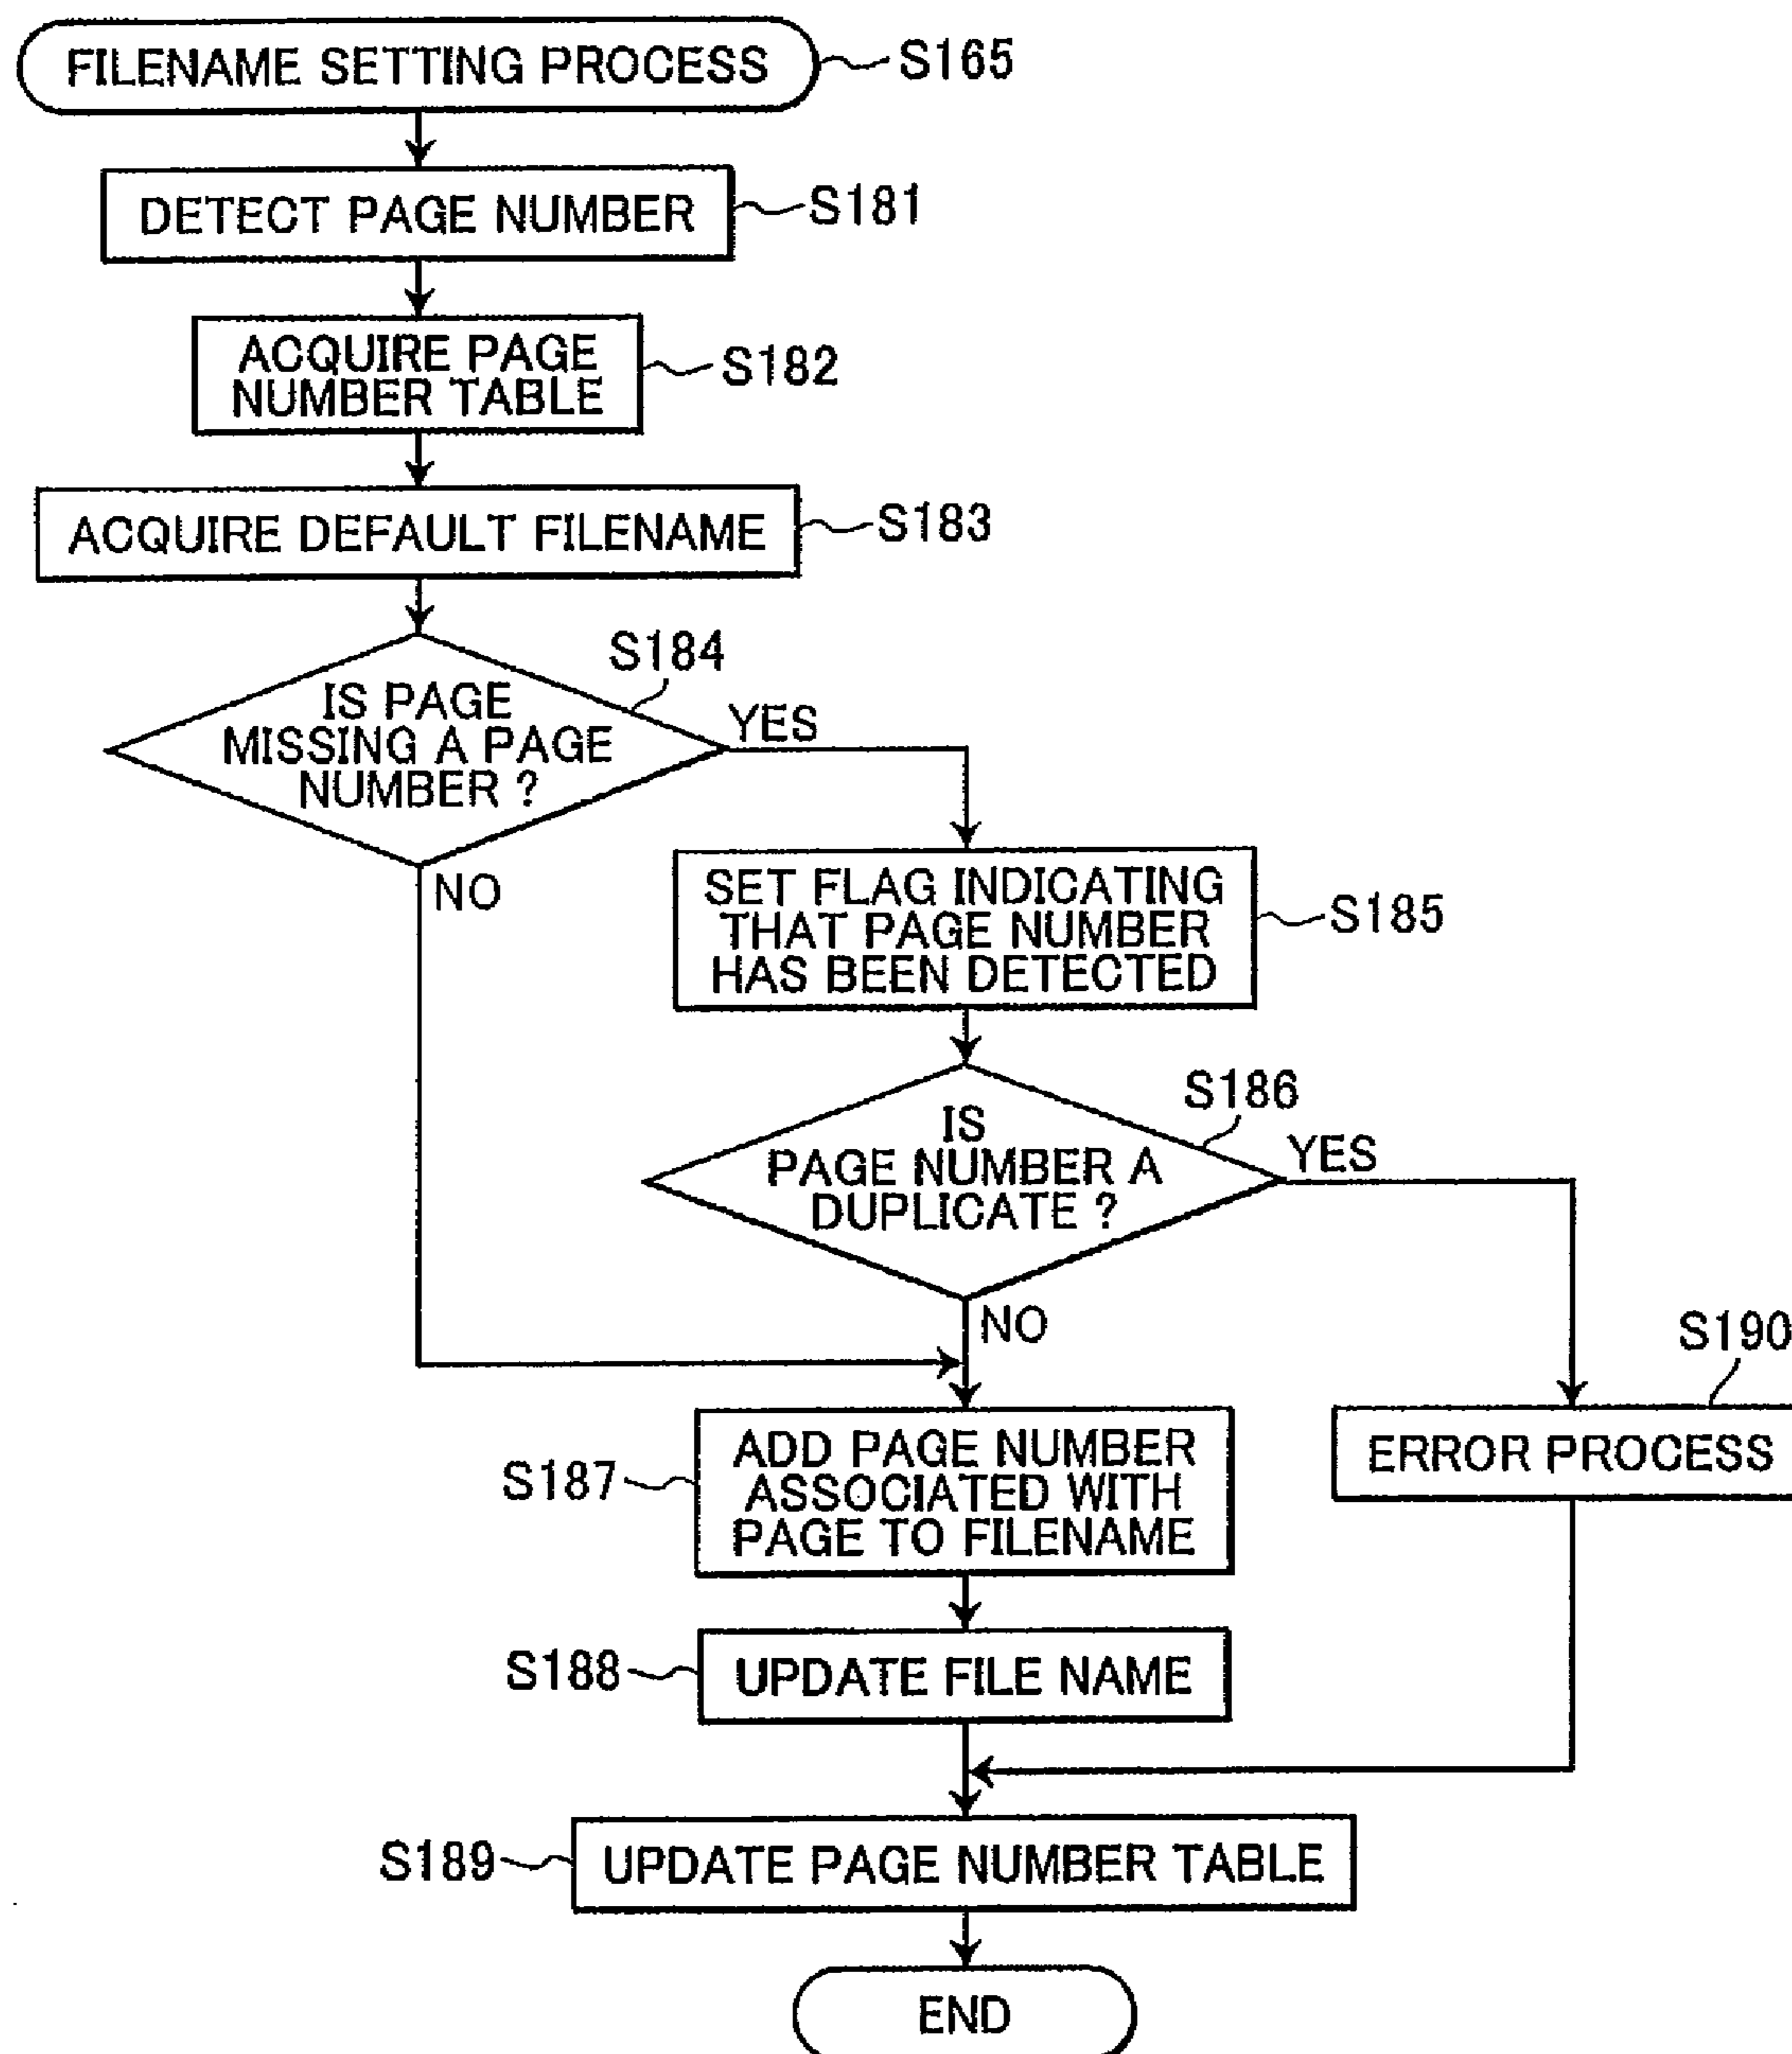 FILENAME SETTING PROCESS
S165
DETECT PAGE NUMBER
S181
ACQUIRE PAGE
NUMBER TABLE
S182
ACQUIRE DEFAULT FILENAME
S183
S184
IS PAGE
MISSING A PAGE
NUMBER ?
YES
NO
SET FLAG INDICATING
THAT PAGE NUMBER
HAS BEEN DETECTED
S185
S186
IS
PAGE NUMBER A
DUPLICATE ?
YES
NO
S190
ERROR PROCESS
S187
ADD PAGE NUMBER
ASSOCIATED WITH
PAGE TO FILENAME
S188
UPDATE FILE NAME
S189
UPDATE PAGE NUMBER TABLE
END